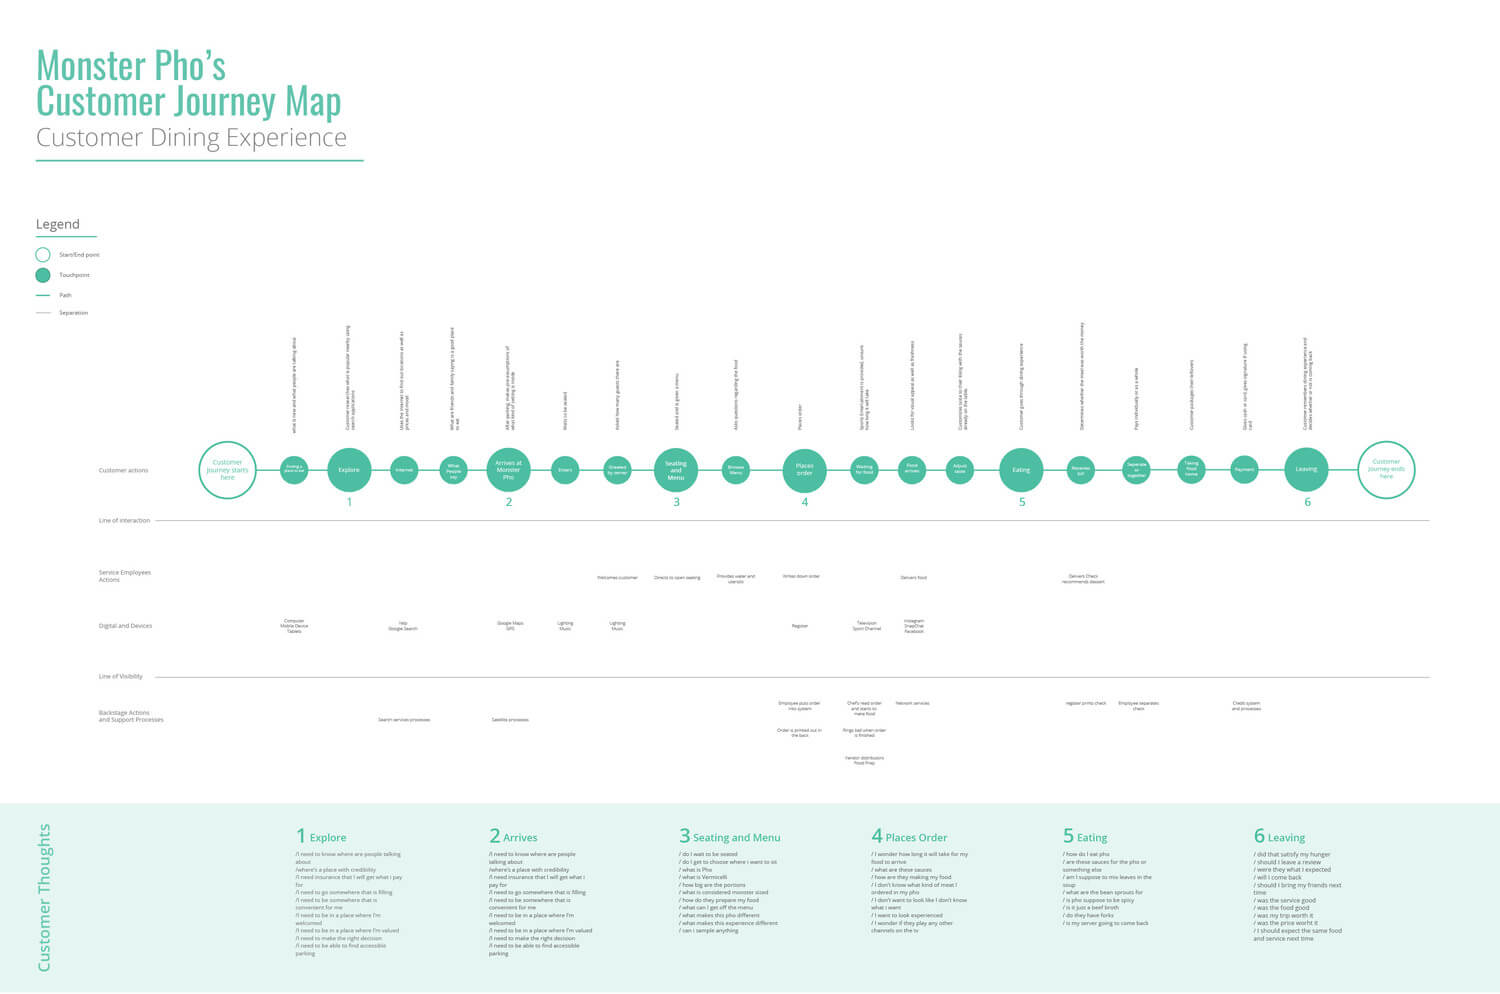 Monster Pho’s
Customer Journey Map
Customer Dining Experience
Legend
Start/End point
Touchpoint
Path
Separation
what is new and what people are talking about
Customer researches what is popular nearby using
search applications
Uses the Internet to find out locations as well as
prices and mood
What are friends and family saying is a good place
to eat
After parking, makes pre-assumptions of
what kind of setting is inside
Waits to be seated
Asked how many guests there are
Seated and is given a menu
Asks questions regarding the food
Places order
Sports Entertainment is provided, unsure
how long it will take
Looks for visual appeal as well as freshness
Customizes taste to their liking with the sauces
already on the table.
Customer goes through dining experience
Determines whether the meal was worth the money
Pays individually or as a whole
Customer packages their leftovers
Gives cash or card; gives signature if using
card
Customer remembers dining experience and
decides whether or not is coming back
Customer actions
Customer
journey starts
here
Finding a
place to eat
Explore
Internet
What
People
say
Arrives at
Monster
Pho
Enters
Greeted
by server
Seating
and
Menu
Browse
Menu
Places
order
Waiting
for food
Food
arrives
Adjust
taste
Eating
Receives
bill
Seperate
or
together
Taking
food
home
Payment
Leaving
Customer
journey ends
here
1
2
3
4
5
6
Line of interaction
Service Employees
Actions
Welcomes customer
Directs to open seating
Provides water and
utensils
Writes down order
Delivers food
Delivers Check
recommends dessert
Digital and Devices
Computer
Mobile Device
Tablets
Yelp
Google Search
Google Maps
GPS
Lighting
Music
Lighting
Music
Register
Television
Sport Channel
Instagram
SnapChat
Facebook
Line of Visibility
Backstage Actions
and Support Processes
Search services processes
Satellite processes
Employee puts order
into system
Order is printed out in
the back
Chefs read order
and starts to
make food
Rings bell when order
is finished
Vendor distributors
Food Prep
Network services
register prints check
Employee separates
check
Credit system
and processes
Customer Thoughts
1 Explore
/I need to know where are people talking
about
/where's a place with credibility
/I need insurance that I will get what i pay
for
/I need to go somewhere that is filling
/I need to be somewhere that is
convenient for me
/I need to be in a place where I'm
welcomed
/I need to be in a place where I'm valued
/I need to make the right decision
/I need to be able to find accessible
parking
2 Arrives
/I need to know where are people
talking about
/where's a place with credibility
/I need insurance that I will get what i
pay for
/I need to go somewhere that is filling
/I need to be somewhere that is
convenient for me
/I need to be in a place where I'm
welcomed
/I need to be in a place where I'm valued
/I need to make the right decision
/I need to be able to find accessible
parking
3 Seating and Menu
/ do I wait to be seated
/ do I get to choose where i want to sit
/ what is Pho
/ what is Vermicelli
/ how big are the portions
/ what is considered monster sized
/ how do they prepare my food
/ what can I get off the menu
/ what makes this pho different
/ what makes this experience different
/ can i sample anything
4 Places Order
/ I wonder how long it will take for my
food to arrive
/ what are these sauces
/ how are they making my food
/ I don't know what kind of meat I
ordered in my pho
/ I don't want to look like I don't know
what i want
/ I want to look experienced
/ I wonder if they play any other
channels on the tv
5 Eating
/ how do I eat pho
/ are these sauces for the pho or
something else
/ am I suppose to mix leaves in the
soup
/ what are the bean sprouts for
/ is pho suppose to be spicy
/ is it just a beef broth
/ do they have forks
/ is my server going to come back
6 Leaving
/ did that satisfy my hunger
/ should I leave a review
/ were they what I expected
/ will I come back
/ should I bring my friends next
time
/ was the service good
/ was the food good
/ was my trip worth it
/ was the price worht it
/ I should expect the same food
and service next time